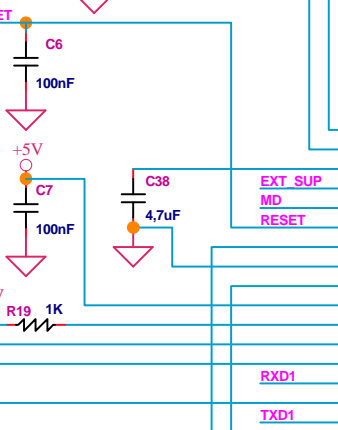 ET
C6
100nF
+5V
C7
100nF
C38
4,7uF
EXT_SUP
MD
RESET
R19 1K
RXD1
TXD1